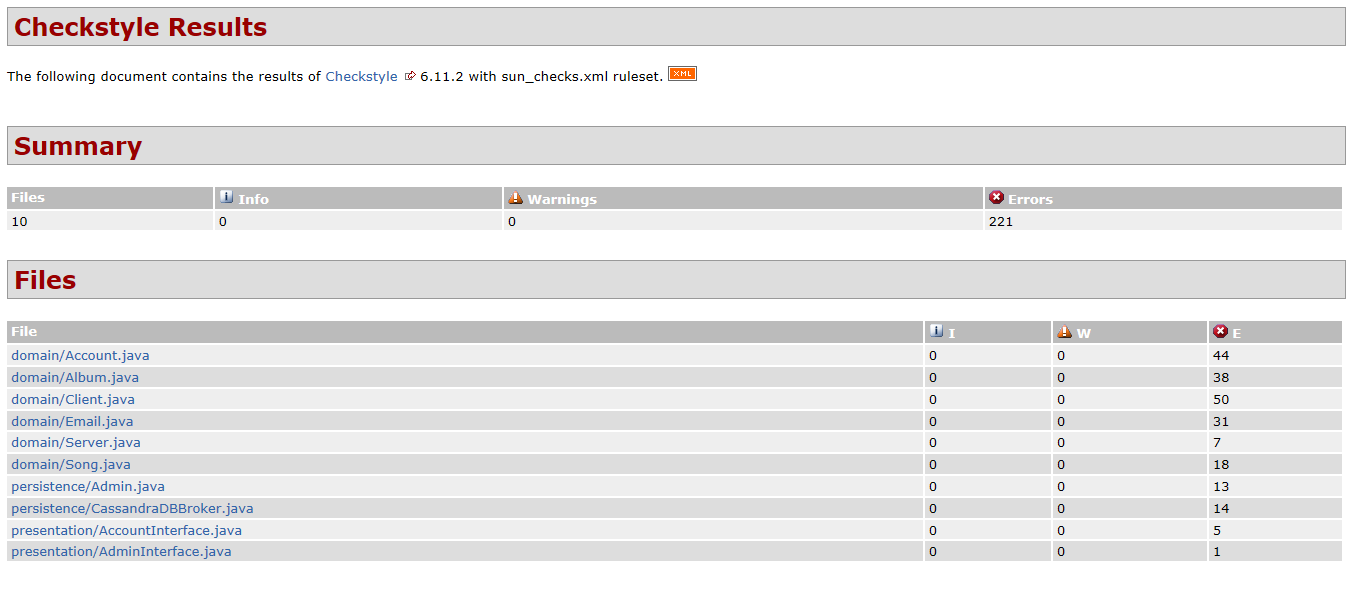 Checkstyle Results
The following document contains the results of Checkstyle 6.11.2 with sun_checks.xml ruleset. XML
Summary
Files Info Warnings Errors
10 0 0 221
Files
File I W E
domain/Account.java 0 0 44
domain/Album.java 0 0 38
domain/Client.java 0 0 50
domain/Email.java 0 0 31
domain/Server.java 0 0 7
domain/Song.java 0 0 18
persistence/Admin.java 0 0 13
persistence/CassandraDBBroker.java 0 0 14
presentation/AccountInterface.java 0 0 5
presentation/AdminInterface.java 0 0 1